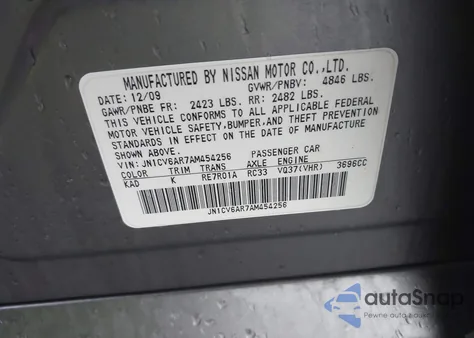 MANUFACTURED BY NISSAN MOTOR CO.,LTD.
DATE: 12/09 GVWR/PNBV: 4846 LBS.
GAWR/PNBE FR: 2423 LBS. RR: 2482 LBS.
THIS VEHICLE CONFORMS TO ALL APPLICABLE FEDERAL
MOTOR VEHICLE SAFETY,BUMPER,AND THEFT PREVENTION
STANDARDS IN EFFECT ON THE DATE OF MANUFACTURE
SHOWN ABOVE.
VIN: JN1CV6AR7AM454256 PASSENGER CAR
COLOR TRIM TRANS AXLE ENGINE
KAD K RE7R01A RC33 VQ37(VHR) 3696CC
JN1CV6AR7AM454256
autoSnap
Pewne auta